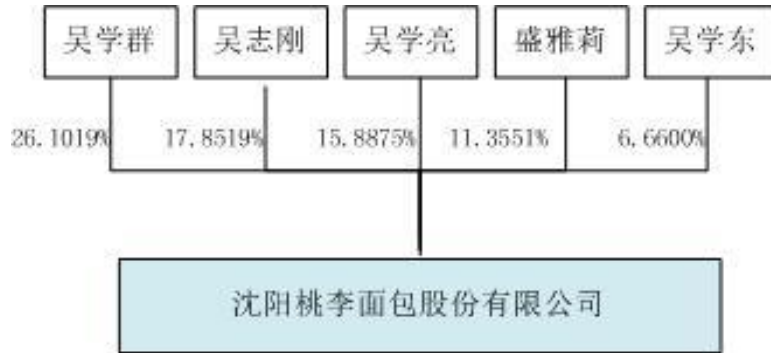 吴学群 吴志刚 吴学亮 盛雅莉 吴学东
26.1019% 17.8519% 15.8875% 11.3551% 6.6600%
沈阳桃李面包股份有限公司